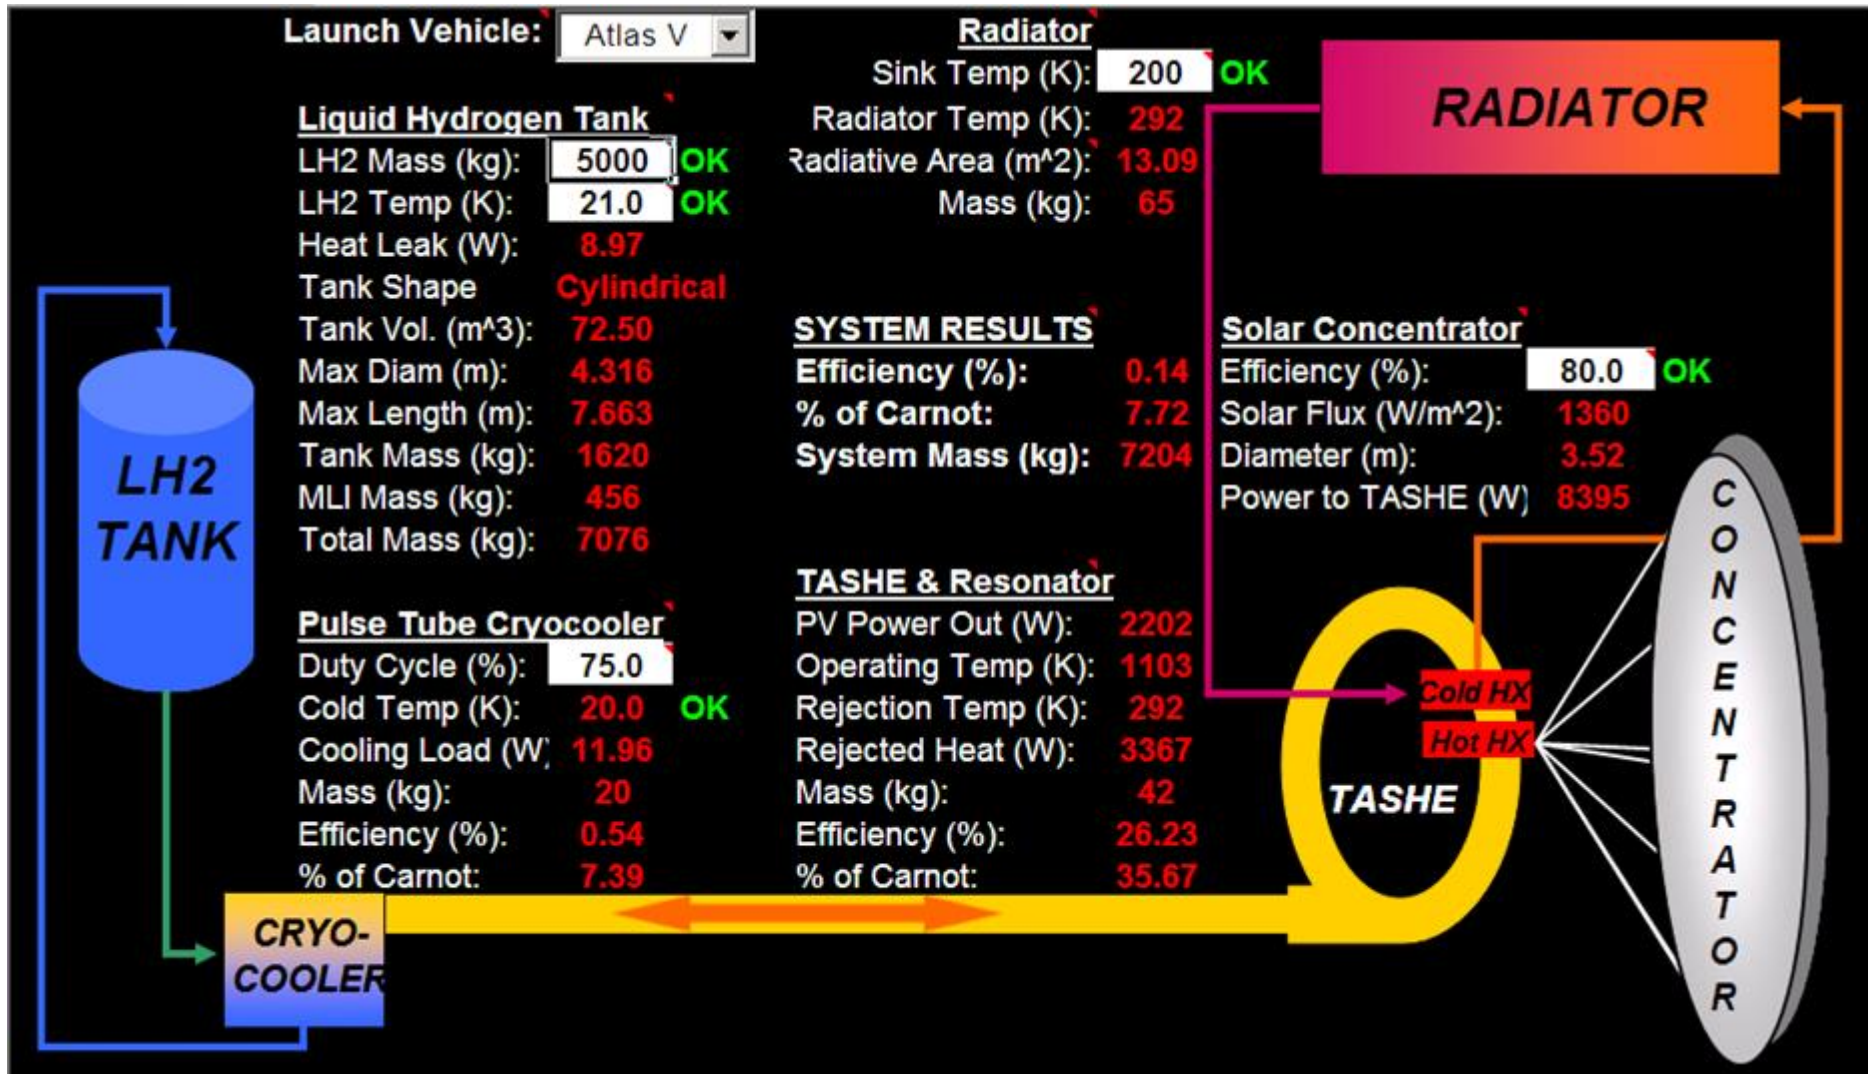 Launch Vehicle: Atlas V
Liquid Hydrogen Tank
LH2 Mass (kg): 5000 OK
LH2 Temp (K): 21.0 OK
Heat Leak (W): 8.97
Tank Shape Cylindrical
Tank Vol. (m^3): 72.50
Max Diam (m): 4.316
Max Length (m): 7.663
Tank Mass (kg): 1620
MLI Mass (kg): 456
Total Mass (kg): 7076
Pulse Tube Cryocooler
Duty Cycle (%): 75.0
Cold Temp (K): 20.0 OK
Cooling Load (W) 11.96
Mass (kg): 20
Efficiency (%): 0.54
% of Carnot: 7.39
Radiator
Sink Temp (K): 200 OK
Radiator Temp (K): 292
Radiative Area (m^2): 13.09
Mass (kg): 65
SYSTEM RESULTS
Efficiency (%): 0.14
% of Carnot: 7.72
System Mass (kg): 7204
TASHE & Resonator
PV Power Out (W): 2202
Operating Temp (K): 1103
Rejection Temp (K): 292
Rejected Heat (W): 3367
Mass (kg): 42
Efficiency (%): 26.23
% of Carnot: 35.67
Solar Concentrator
Efficiency (%): 80.0 OK
Solar Flux (W/m^2): 1360
Diameter (m): 3.52
Power to TASHE (W) 8395
RADIATOR
LH2
TANK
CRYO-
COOLER
Cold HX
Hot HX
TASHE
CONCENTRATOR